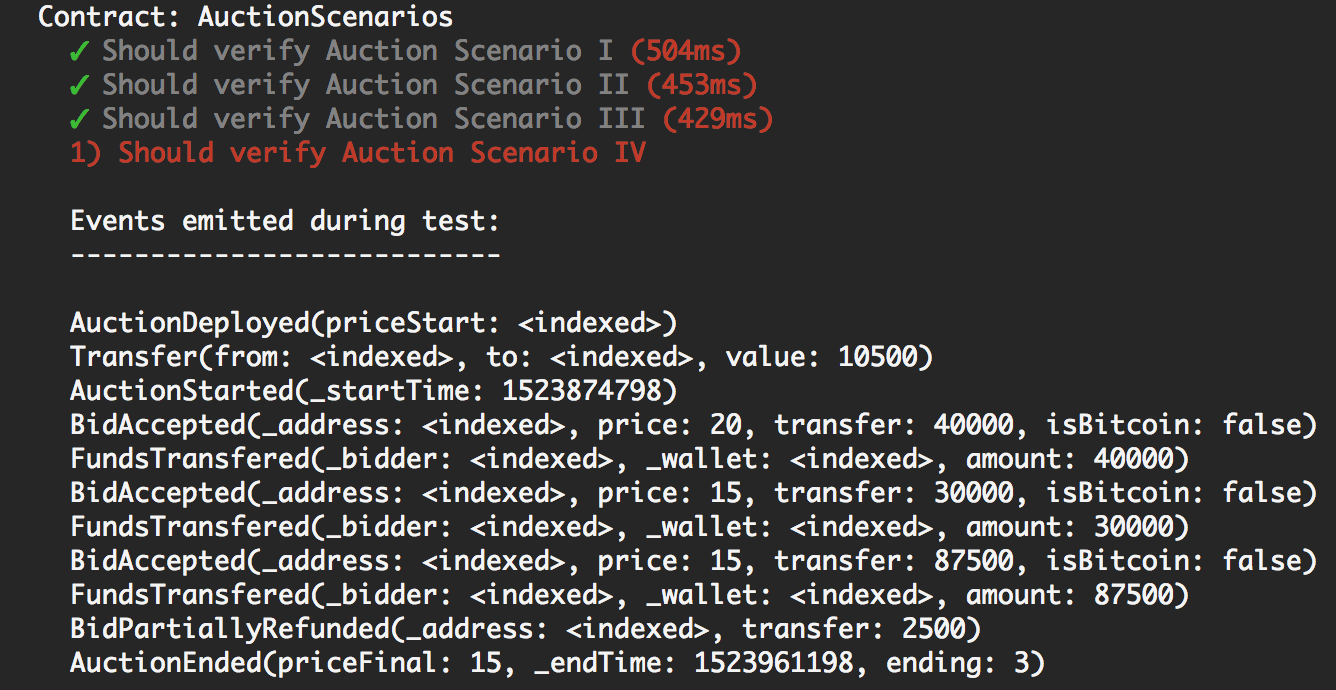 Contract: AuctionScenarios
✓ Should verify Auction Scenario I (504ms)
✓ Should verify Auction Scenario II (453ms)
✓ Should verify Auction Scenario III (429ms)
1) Should verify Auction Scenario IV
Events emitted during test:
---------------------------
AuctionDeployed(priceStart: <indexed>)
Transfer(from: <indexed>, to: <indexed>, value: 10500)
AuctionStarted(_startTime: 1523874798)
BidAccepted(_address: <indexed>, price: 20, transfer: 40000, isBitcoin: false)
FundsTransfered(_bidder: <indexed>, _wallet: <indexed>, amount: 40000)
BidAccepted(_address: <indexed>, price: 15, transfer: 30000, isBitcoin: false)
FundsTransfered(_bidder: <indexed>, _wallet: <indexed>, amount: 30000)
BidAccepted(_address: <indexed>, price: 15, transfer: 87500, isBitcoin: false)
FundsTransfered(_bidder: <indexed>, _wallet: <indexed>, amount: 87500)
BidPartiallyRefunded(_address: <indexed>, transfer: 2500)
AuctionEnded(priceFinal: 15, _endTime: 1523961198, ending: 3)